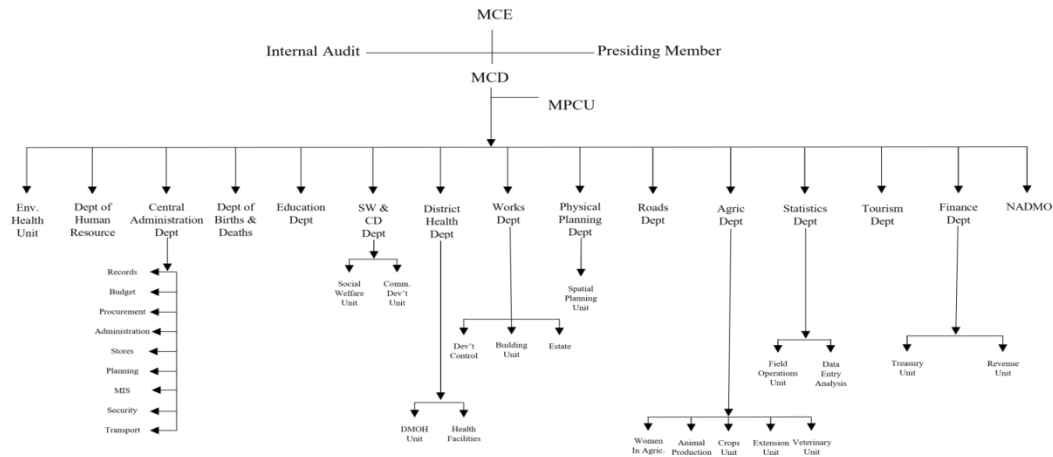 MCE
Internal Audit
Presiding Member
MCD
MPCU
Env.
Health
Unit
Dept of
Human
Resource
Central
Administration
Dept
Dept of
Births &
Deaths
Education
Dept
SW &
CD
Dept
District
Health
Dept
Works
Dept
Physical
Planning
Dept
Roads
Dept
Agric
Dept
Statistics
Dept
Tourism
Dept
Finance
Dept
NADMO
Records
Budget
Procurement
Administration
Stores
Planning
MIS
Security
Transport
Social
Welfare
Unit
Comm.
Dev't
Unit
Spatial
Planning
Unit
Dev't
Control
Building
Unit
Estate
Field
Operations
Unit
Data
Entry
Analysis
Treasury
Unit
Revenue
Unit
DMOH
Unit
Health
Facilities
Women
In Agric.
Animal
Production
Crops
Unit
Extension
Unit
Veterinary
Unit